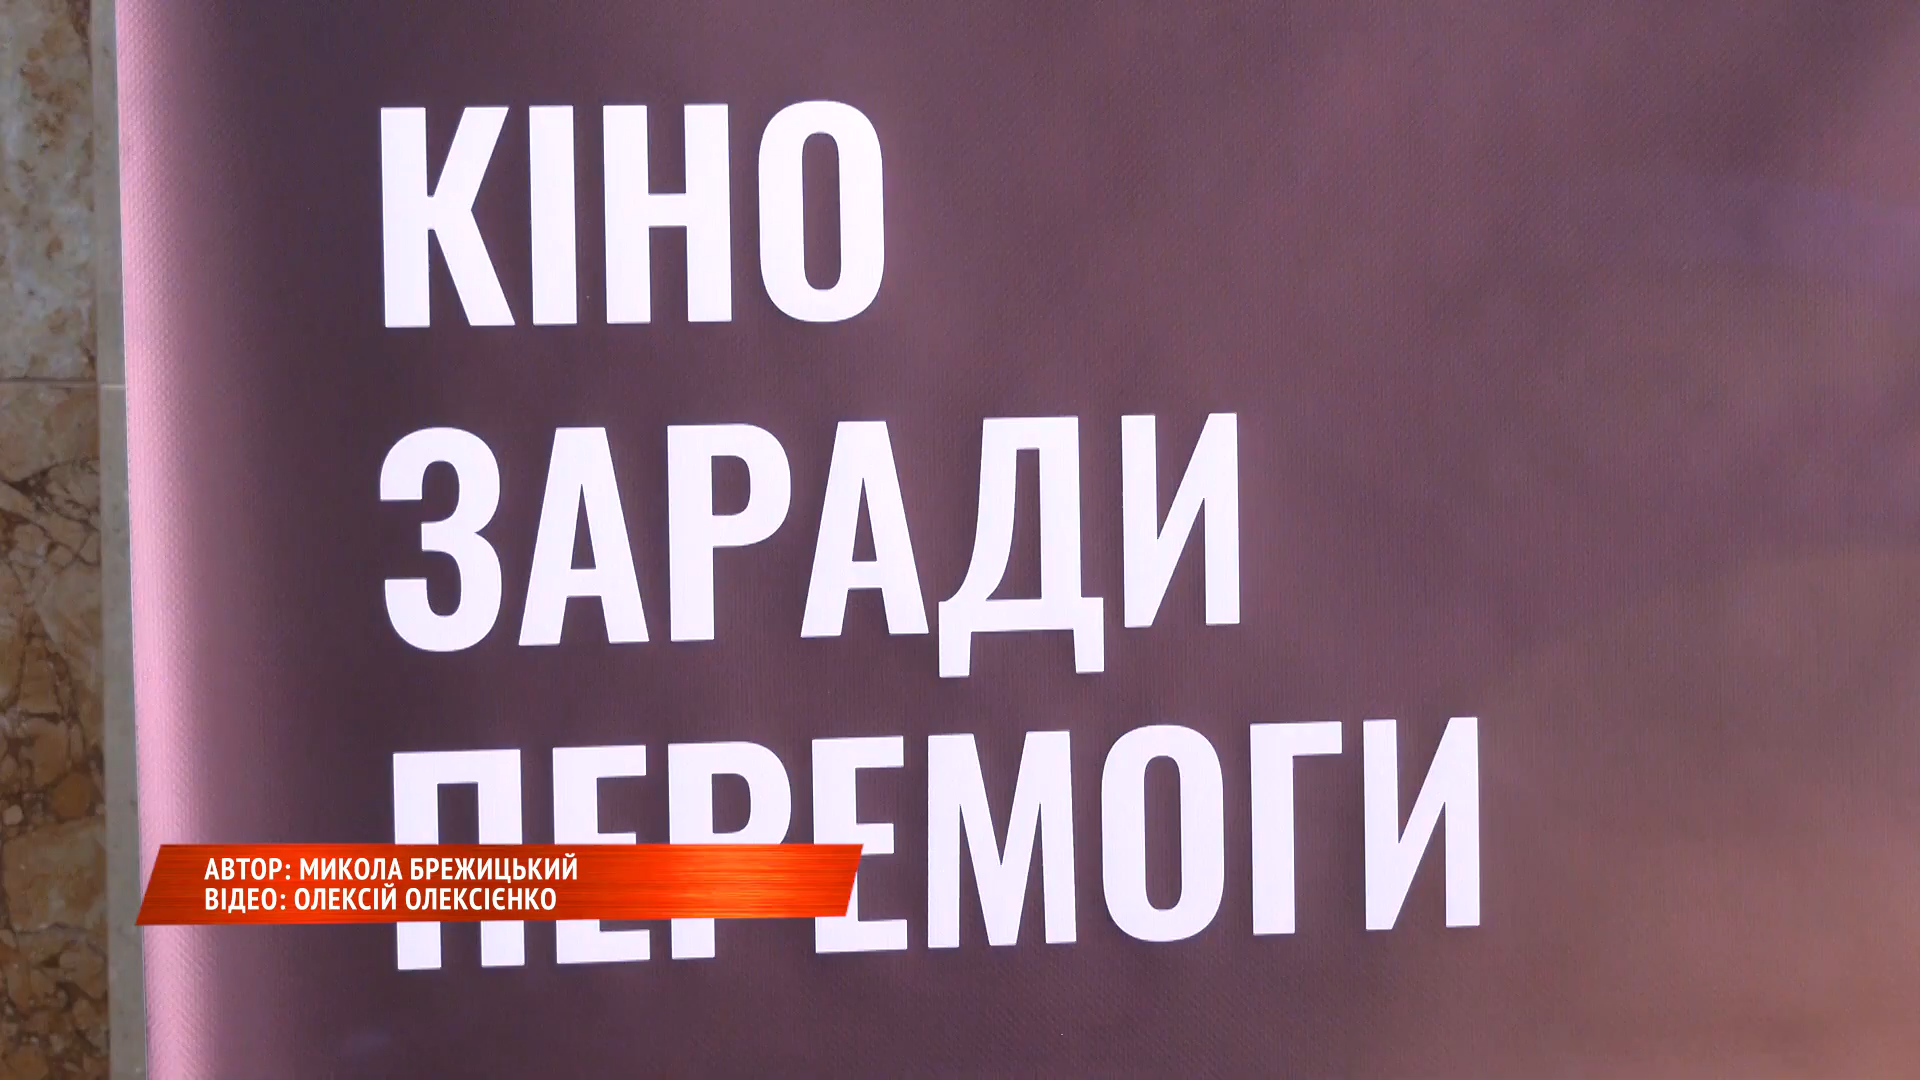 КІНО
ЗАРАДИ
ПЕРЕМОГИ
АВТОР: МИКОЛА БРЕЖИЦЬКИЙ
ВІДЕО: ОЛЕКСІЙ ОЛЕКСІЄНКО